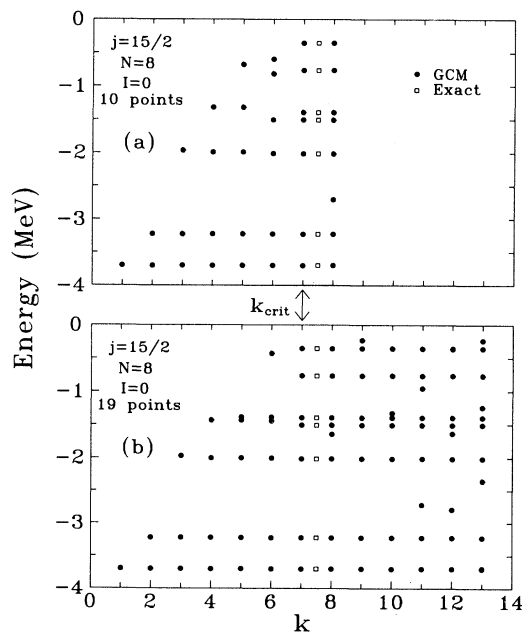 0
-1
-2
-3
-4
j=15/2
N=8
I=0
10 points
(a)
GCM
Exact
Energy (MeV)
kcrit
0
-1
-2
-3
-4
j=15/2
N=8
I=0
19 points
(b)
0 2 4 6 8 10 12 14
k